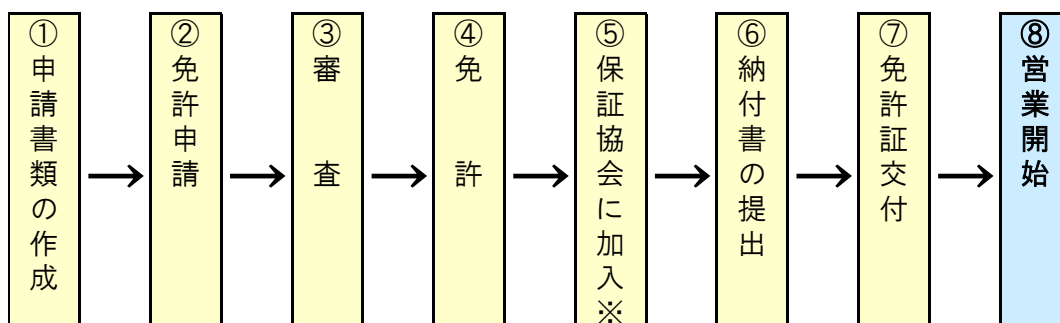 ①申請書類の作成
②免許申請
③審査
④免許
⑤保証協会に加入※
⑥納付書の提出
⑦免許証交付
⑧営業開始